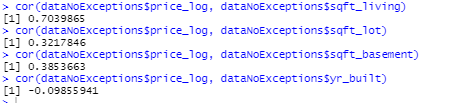 > cor(dataNoExceptions$price_log, dataNoExceptions$sqft_living)
[1] 0.7039865
> cor(dataNoExceptions$price_log, dataNoExceptions$sqft_lot)
[1] 0.3217846
> cor(dataNoExceptions$price_log, dataNoExceptions$sqft_basement)
[1] 0.3853663
> cor(dataNoExceptions$price_log, dataNoExceptions$yr_built)
[1] -0.09855941
>